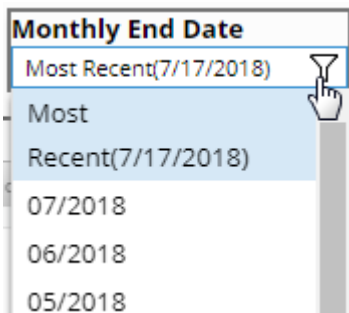 Monthly End Date
Most Recent(7/17/2018)
Most
Recent(7/17/2018)
07/2018
06/2018
05/2018